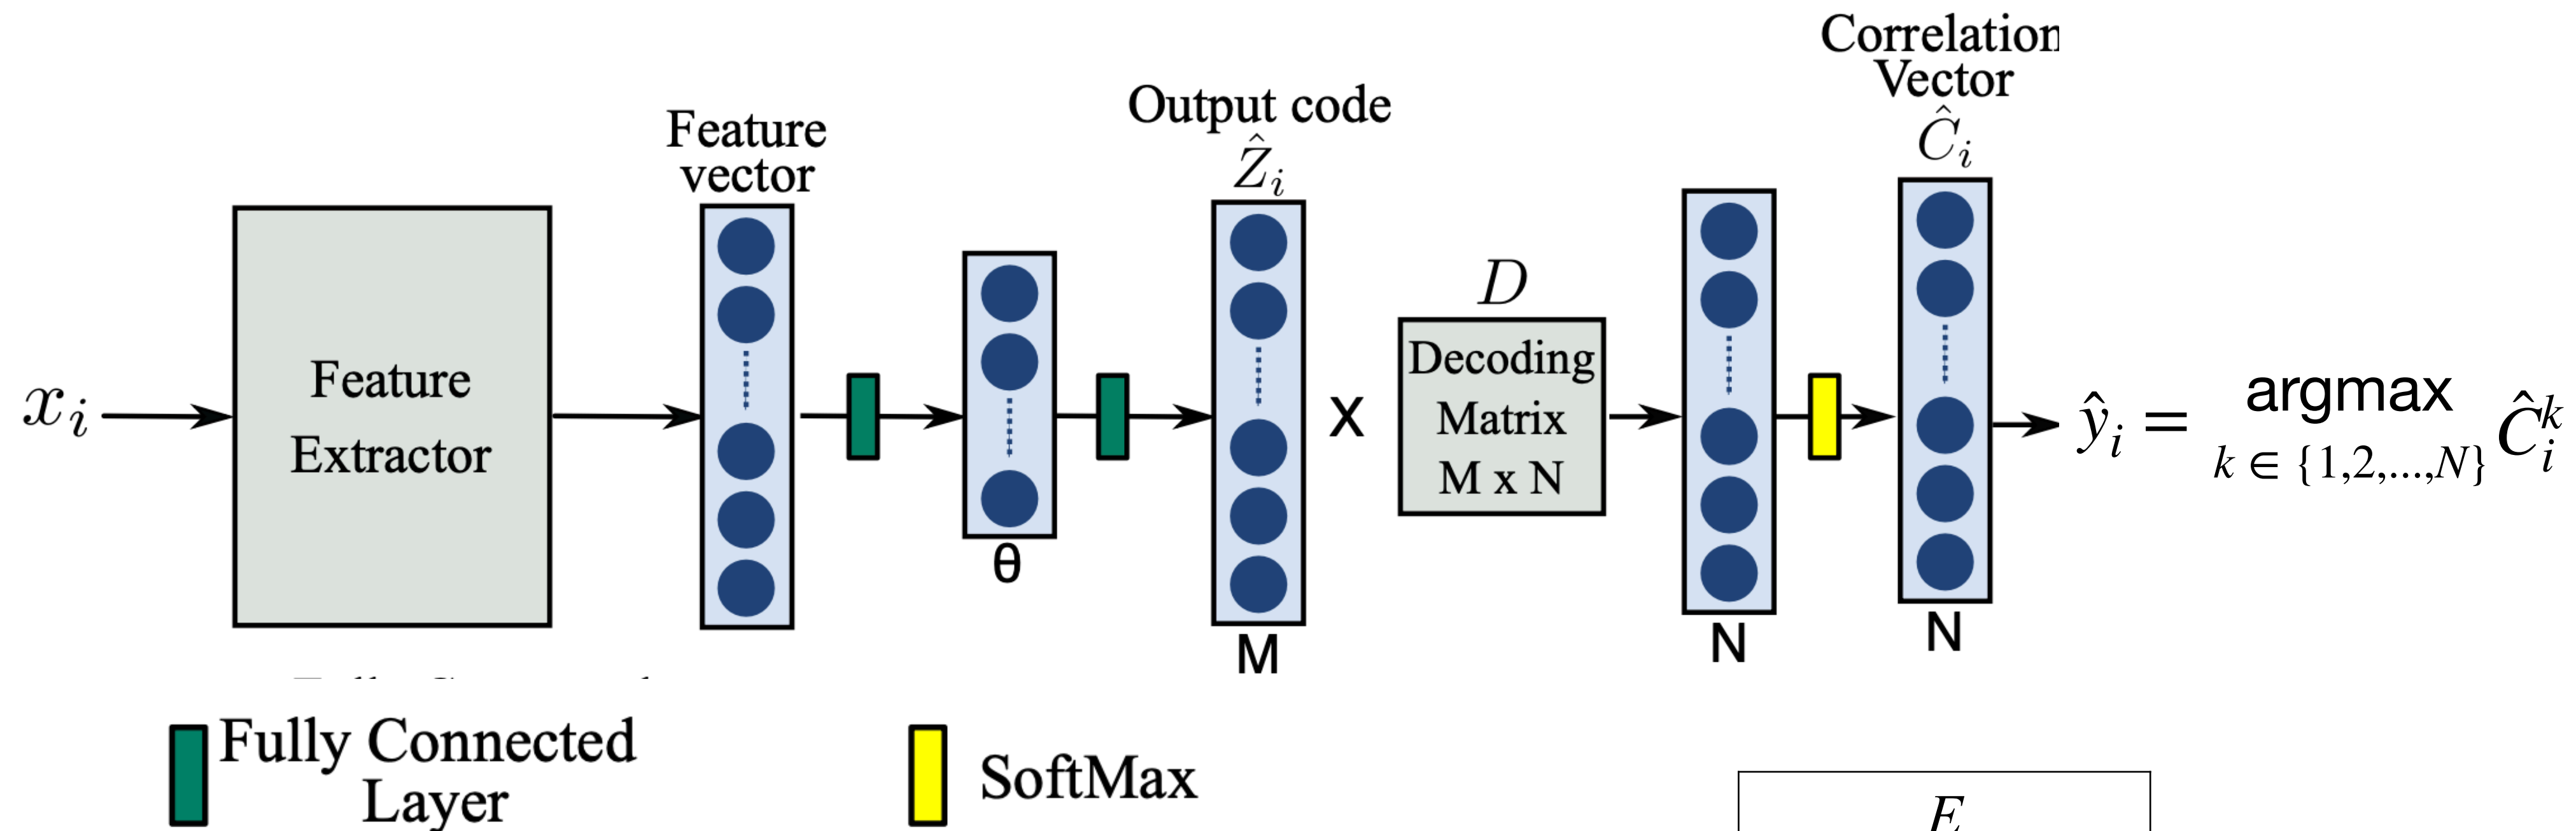 Correlation
Vector
Ĉ_i
Output code
Ẑ_i
Feature
vector
D
x_i
Feature
Extractor
θ
M
X
Decoding
Matrix
M x N
N
N
ŷ_i = argmax Ĉ_i^k
k ∈ {1,2,...,N}
Fully Connected
Layer
SoftMax
E